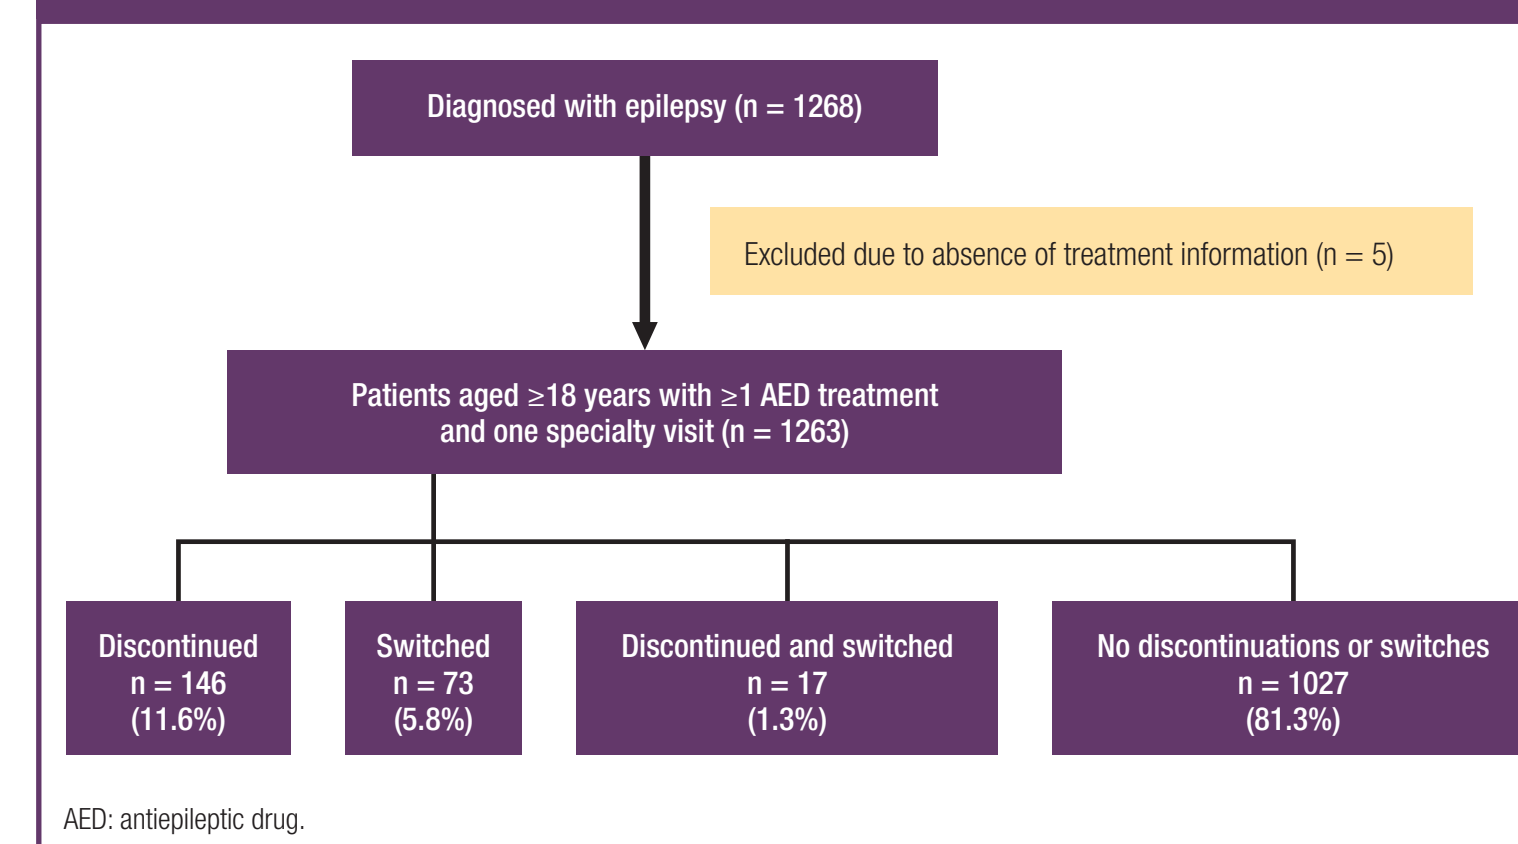 Diagnosed with epilepsy (n = 1268)
Excluded due to absence of treatment information (n = 5)
Patients aged ≥18 years with ≥1 AED treatment
and one specialty visit (n = 1263)
Discontinued
n = 146
(11.6%)
Switched
n = 73
(5.8%)
Discontinued and switched
n = 17
(1.3%)
No discontinuations or switches
n = 1027
(81.3%)
AED: antiepileptic drug.